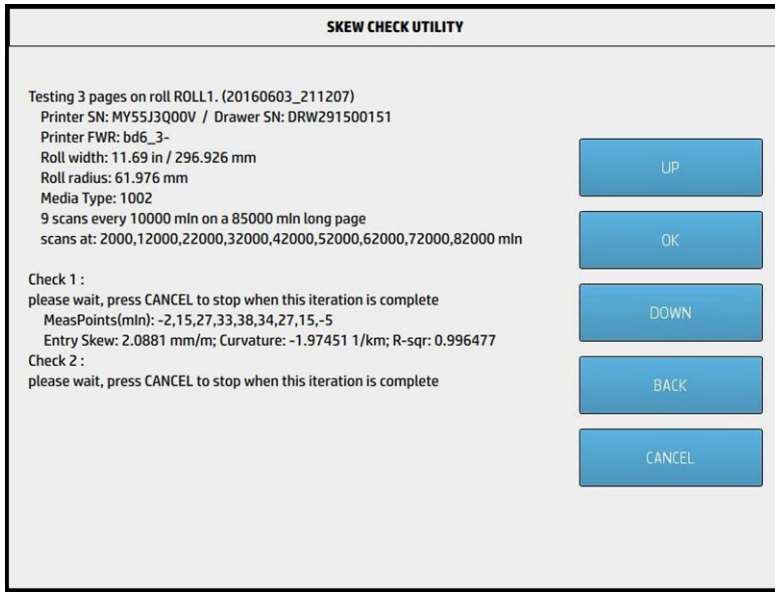 SKEW CHECK UTILITY
Testing 3 pages on roll ROLL1. (20160603_211207)
Printer SN: MY55J3Q00V / Drawer SN: DRW291500151
Printer FWR: bd6_3-
Roll width: 11.69 in / 296.926 mm
Roll radius: 61.976 mm
Media Type: 1002
9 scans every 10000 mIn on a 85000 mIn long page
scans at: 2000,12000,22000,32000,42000,52000,62000,72000,82000 mIn
Check 1 :
please wait, press CANCEL to stop when this iteration is complete
MeasPoints(mIn): -2,15,27,33,38,34,27,15,-5
Entry Skew: 2.0881 mm/m; Curvature: -1.97451 1/km; R-sqr: 0.996477
Check 2 :
please wait, press CANCEL to stop when this iteration is complete
UP
OK
DOWN
BACK
CANCEL